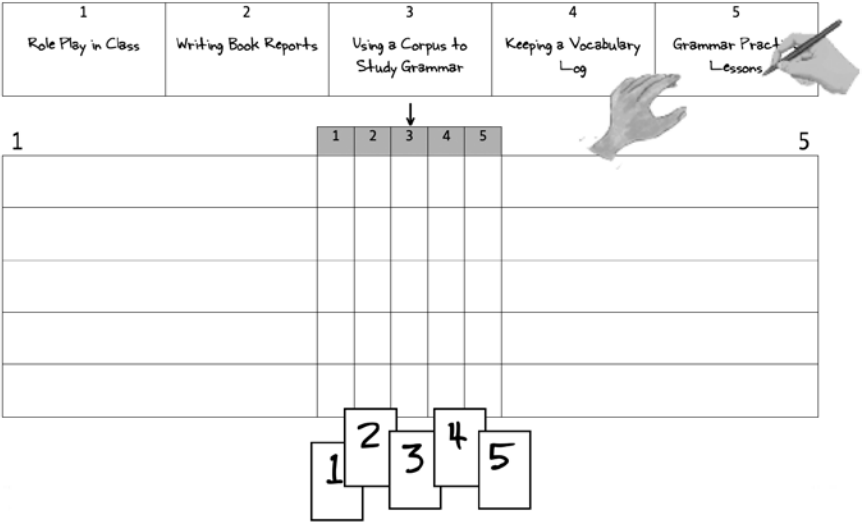 1 2 3 4 5
Role Play in Class Writing Book Reports Using a Corpus to Keeping a Vocabulary Grammar Pract
Study Grammar Log Lessons
1 1 2 3 4 5 5
1 2 3 4 5